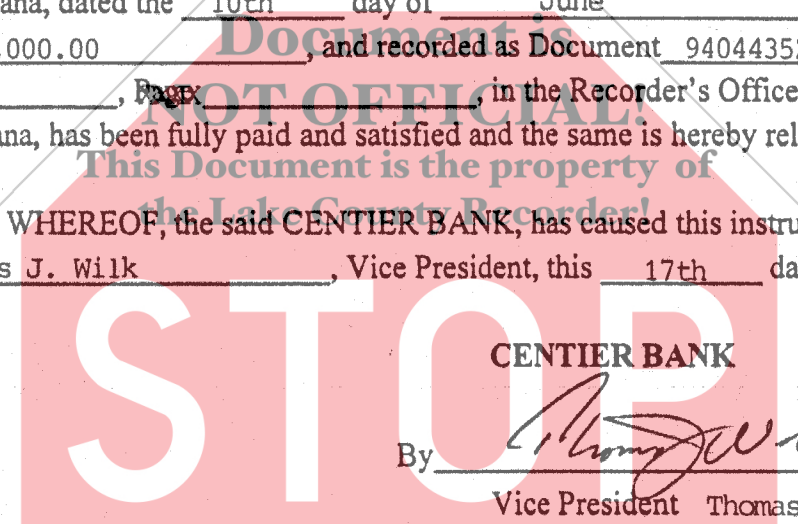 ana, dated the 10th day of June
Document is
,000.00 , and recorded as Document 9404435
, Page , in the Recorder's Office
NOT OFFICIAL!
ana, has been fully paid and satisfied and the same is hereby rel
This Document is the property of
the Lake County Recorder!
WHEREOF, the said CENTIER BANK, has caused this instru
s J. Wilk , Vice President, this 17th da
STOP
CENTIER BANK
By
Vice President Thomas